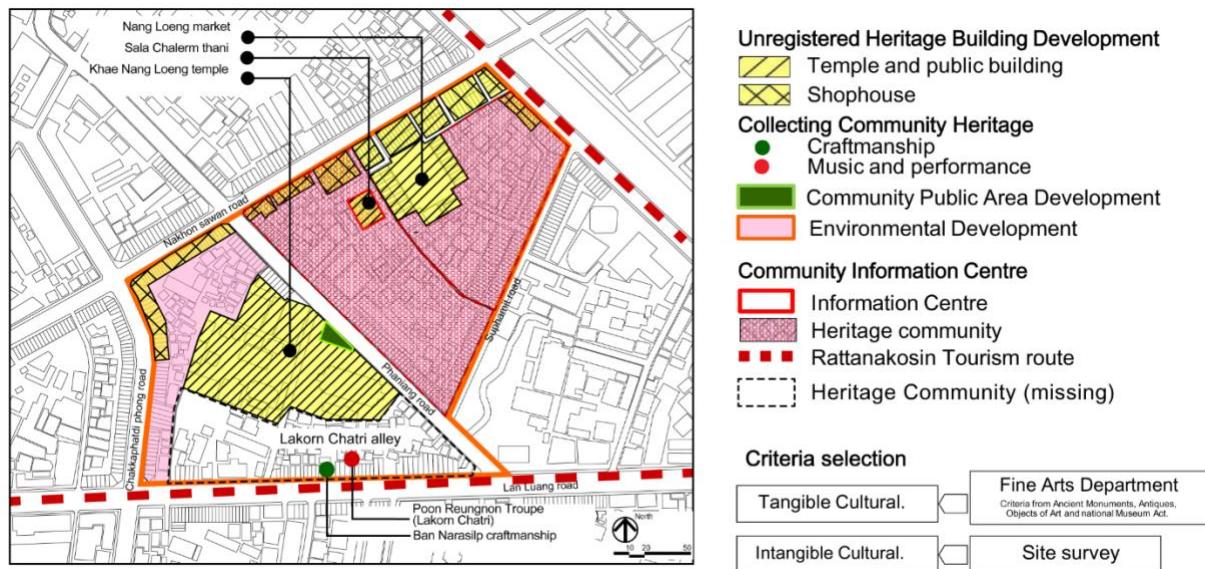 Nang Loeng market
Sala Chalerm thani
Khae Nang Loeng temple
Nakhon sawan road
Suphamit road
Phaniang road
Chakkaphatdi phong road
Lakorn Chatri alley
Lan Luang road
Poon Reungnon Troupe
(Lakorn Chatri)
Ban Narasilp craftmanship
North
10 20 50
Unregistered Heritage Building Development
Temple and public building
Shophouse
Collecting Community Heritage
Craftmanship
Music and performance
Community Public Area Development
Environmental Development
Community Information Centre
Information Centre
Heritage community
Rattanakosin Tourism route
Heritage Community (missing)
Criteria selection
Tangible Cultural.
Fine Arts Department
Criteria from Ancient Monuments, Antiques,
Objects of Art and national Museum Act.
Intangible Cultural.
Site survey